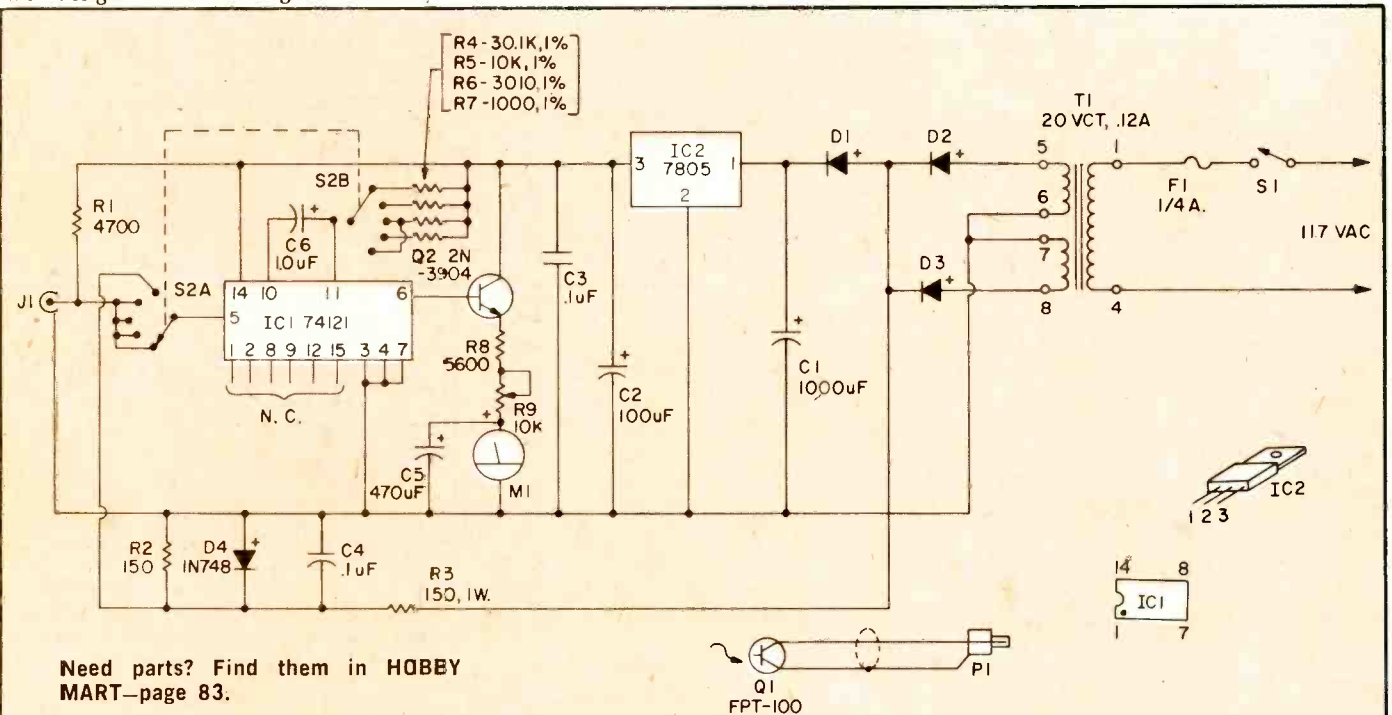 R4-30.1K,1%
R5-10K,1%
R6-3010,1%
R7-1000,1%
T1
20 VCT, .12A
D1
D2
5
1
3
IC2
7805
1
2
S2B
6
F1
1/4 A.
S1
R1
4700
C6
1.0uF
Q2 2N
-3904
7
11.7 VAC
D3
C3
.1uF
J1
S2A
14 10 11 6
5
IC1 74121
8
4
1 2 8 9 12 15 3 4 7
R8
5600
C1
1000uF
C2
100uF
N.C.
R9
10K
C5
470uF
M1
IC2
1 2 3
R2
150
D4
1N748
C4
.1uF
R3
150, 1W.
14 8
IC1
1 7
P1
Q1
FPT-100
Need parts? Find them in HOBBY
MART—page 83.